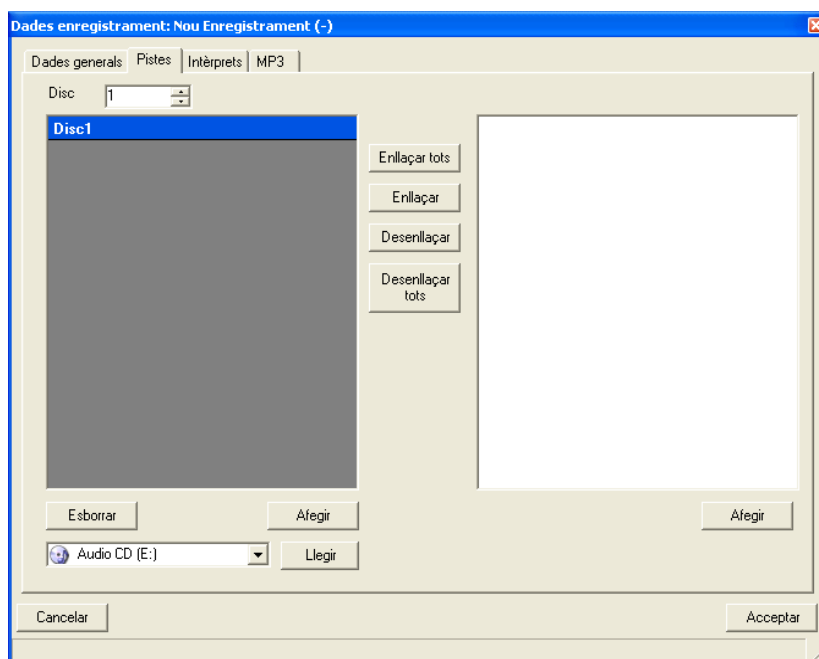 Dades enregistrament: Nou Enregistrament (-)
Dades generals Pistes Intèrprets MP3
Disc 1
Disc1
Enllaçar tots
Enllaçar
Desenllaçar
Desenllaçar
tots
Esborrar Afegir Afegir
Audio CD (E:) Llegir
Cancelar Acceptar